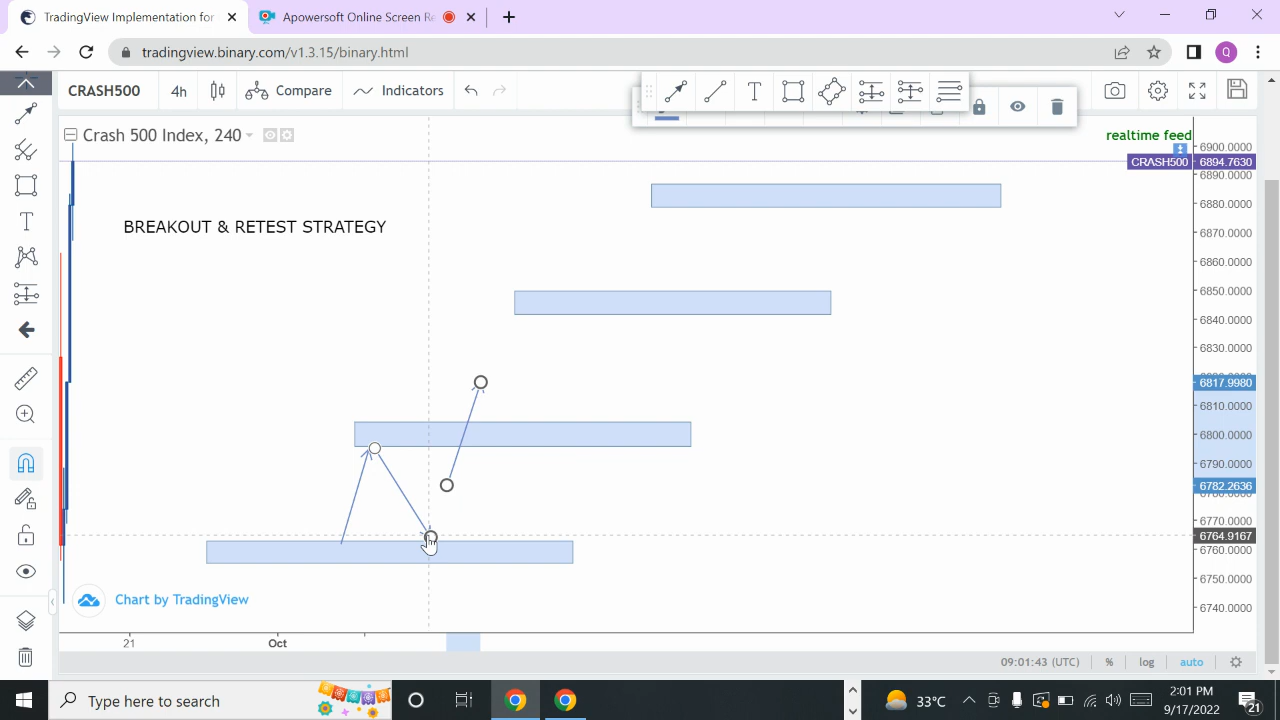 TradingView Implementation for
Apowersoft Online Screen Re
tradingview.binary.com/v1.3.15/binary.html
Q
CRASH500
4h
Compare
Indicators
Crash 500 Index, 240
realtime feed
BREAKOUT & RETEST STRATEGY
6900.0000
CRASH500 6894.7630
6890.0000
6880.0000
6870.0000
6860.0000
6850.0000
6840.0000
6830.0000
6817.9980
6810.0000
6800.0000
6790.0000
6782.2636
6770.0000
6764.9167
6760.0000
6750.0000
6740.0000
Chart by TradingView
21
Oct
09:01:43 (UTC)
%
log
auto
Type here to search
33°C
2:01 PM
9/17/2022
21